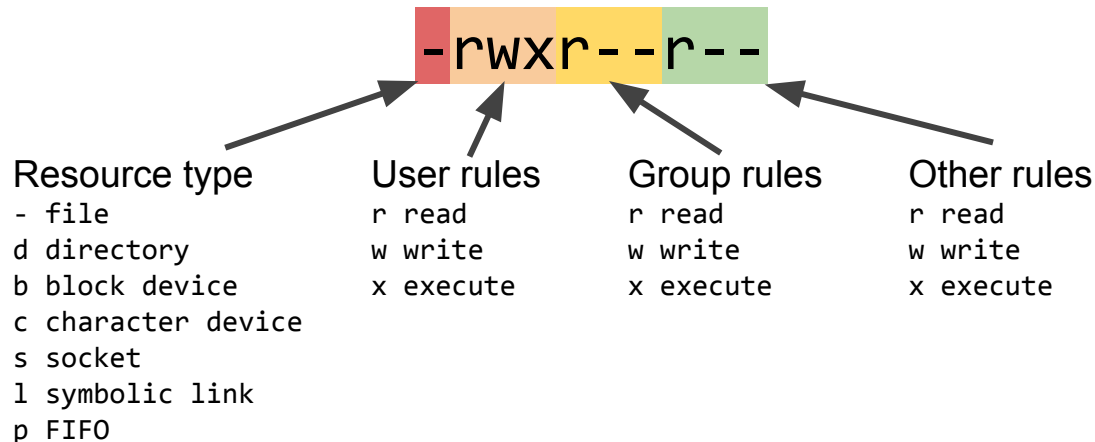 -rwxr--r--
Resource type
- file
d directory
b block device
c character device
s socket
l symbolic link
p FIFO
User rules
r read
w write
x execute
Group rules
r read
w write
x execute
Other rules
r read
w write
x execute